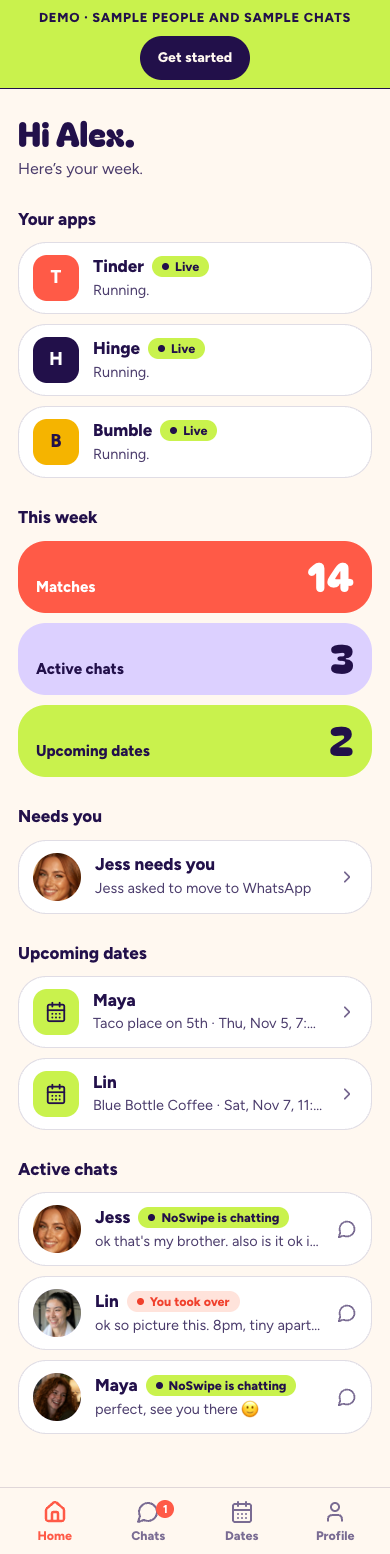 DEMO · SAMPLE PEOPLE AND SAMPLE CHATS
Get started
Hi Alex.
Here's your week.
Your apps
T
Tinder
Live
Running.
H
Hinge
Live
Running.
B
Bumble
Live
Running.
This week
Matches
14
Active chats
3
Upcoming dates
2
Needs you
Jess needs you
Jess asked to move to WhatsApp
Upcoming dates
Maya
Taco place on 5th · Thu, Nov 5, 7:...
Lin
Blue Bottle Coffee · Sat, Nov 7, 11:...
Active chats
Jess
NoSwipe is chatting
ok that's my brother. also is it ok i...
Lin
You took over
ok so picture this. 8pm, tiny apart...
Maya
NoSwipe is chatting
perfect, see you there 🙂
1
Home
Chats
Dates
Profile